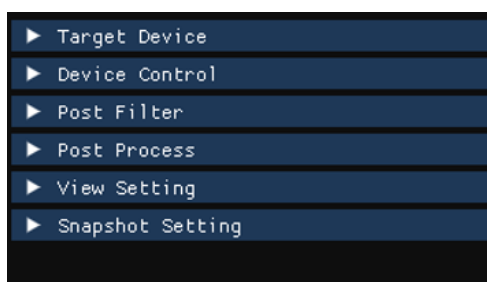 Target Device
Device Control
Post Filter
Post Process
View Setting
Snapshot Setting